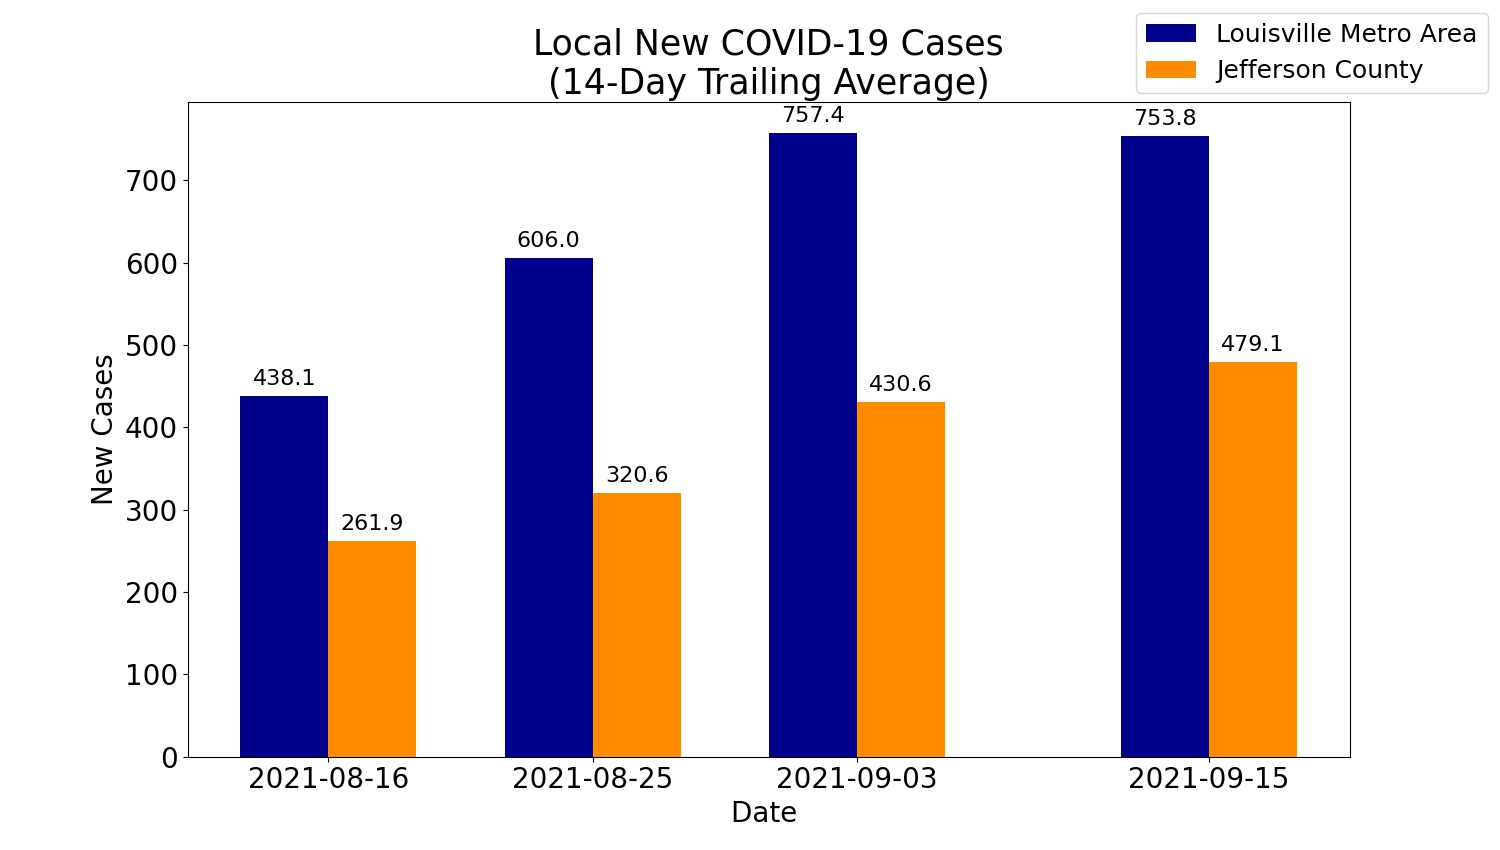 Local New COVID-19 Cases
(14-Day Trailing Average)
Louisville Metro Area
Jefferson County
757.4
753.8
700
606.0
600
500
479.1
438.1
430.6
400
New Cases
320.6
300
261.9
200
100
0
2021-08-16 2021-08-25 2021-09-03 2021-09-15
Date